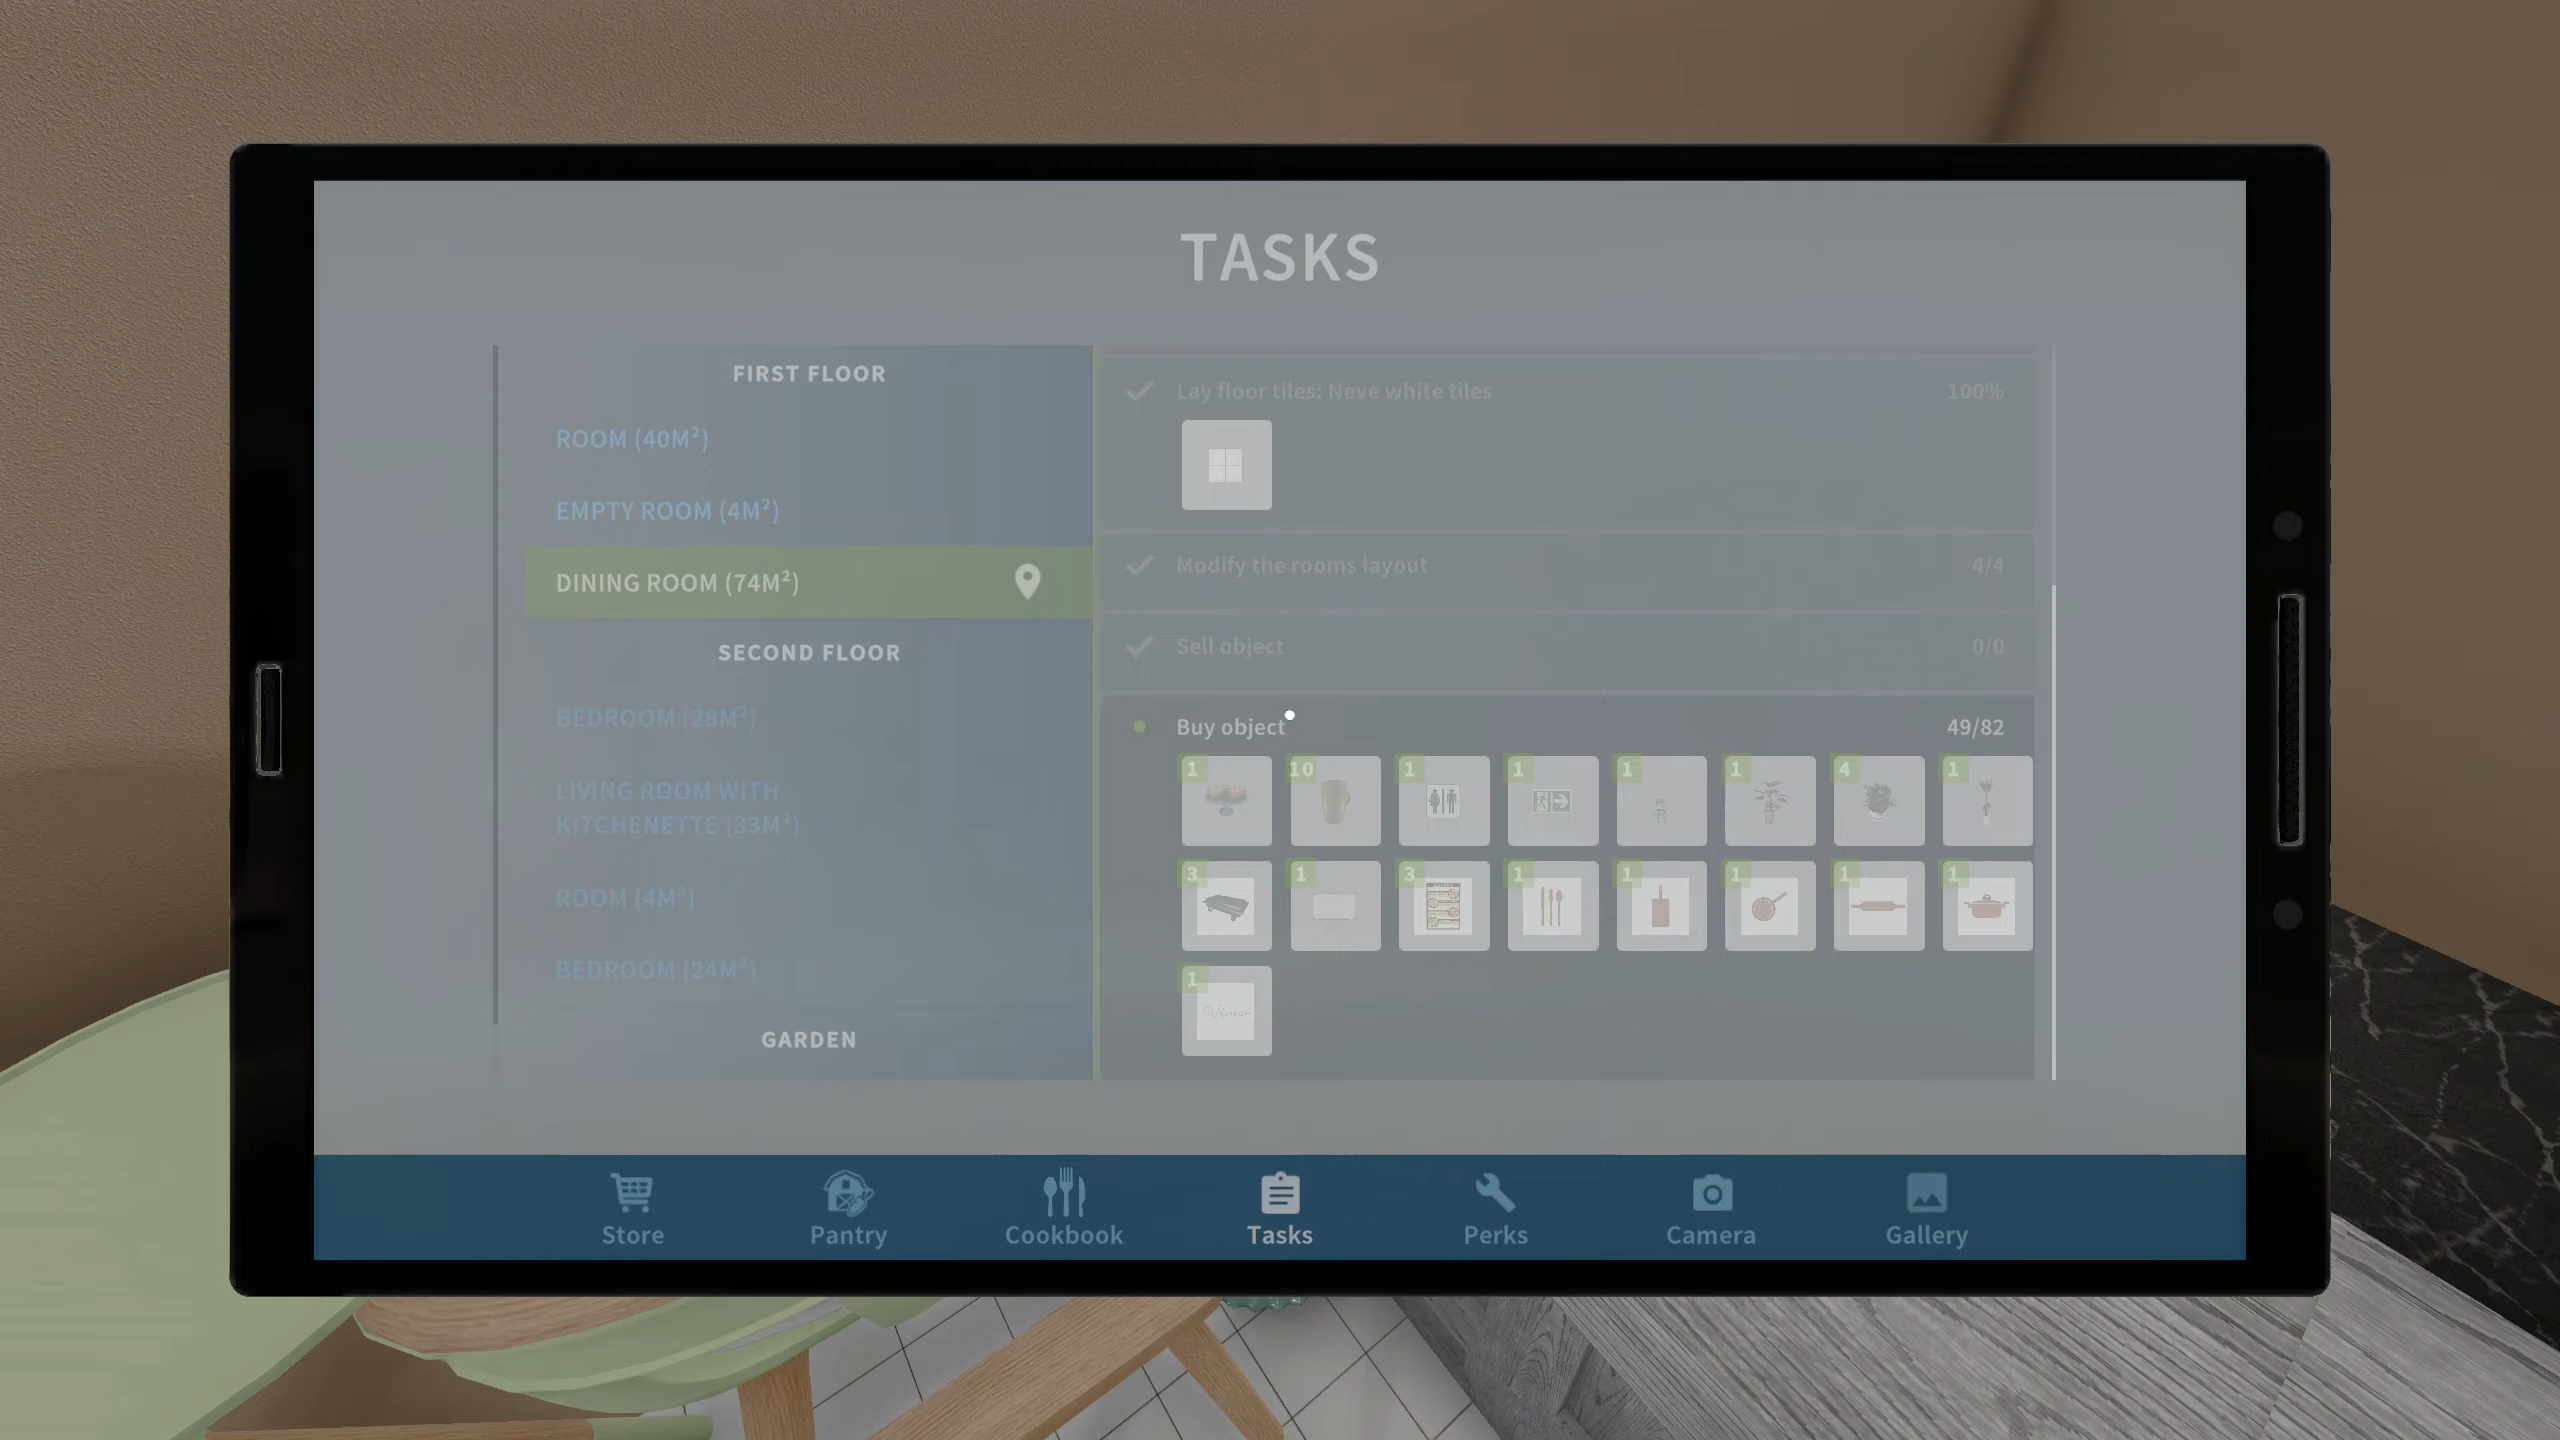 TASKS
FIRST FLOOR
ROOM (40M²)
EMPTY ROOM (4M²)
DINING ROOM (74M²)
SECOND FLOOR
BEDROOM (28M²)
LIVING ROOM WITH
KITCHENETTE (33M²)
ROOM (4M²)
BEDROOM (24M²)
GARDEN
Lay floor tiles: Neve white tiles 100%
Modify the rooms layout 4/4
Sell object 0/0
Buy object 49/82
1 10 1 1 1 1 4 1
3 1 3 1 1 1 1 1
1
Store Pantry Cookbook Tasks Perks Camera Gallery